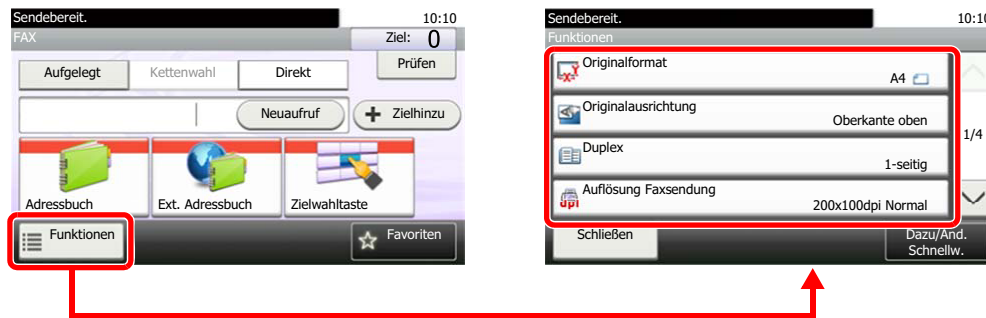 Sendebereit.
10:10
FAX
Ziel: 0
Aufgelegt
Kettenwahl
Direkt
Prüfen
Neuaufruf
+ Zielhinzu
Adressbuch
Ext. Adressbuch
Zielwahltaste
Funktionen
Favoriten
Sendebereit.
10:10
Funktionen
Originalformat
A4
Originalausrichtung
Oberkante oben
1/4
Duplex
1-seitig
Auflösung Faxsendung
dpi
200x100dpi Normal
Schließen
Dazu/Änd.
Schnellw.